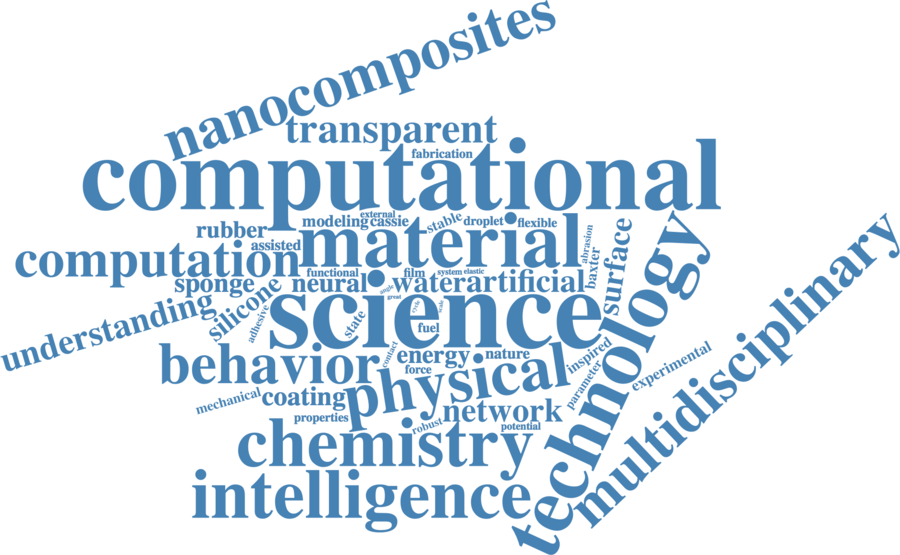 nanocomposites
transparent
fabrication
computational
external
modeling
cassie
stable
droplet
flexible
rubber
assisted
material
abrasion
baxter
surface
computation
functional
film
system
elastic
sponge
neural
water
artificial
silicone
angle
great
cycle
scale
science
adhesive
state
fuel
understanding
technology
multidisciplinary
behavior
contact
energy
nature
inspired
force
physical
parameter
experimental
mechanical
coating
network
properties
robust
potential
chemistry
intelligence